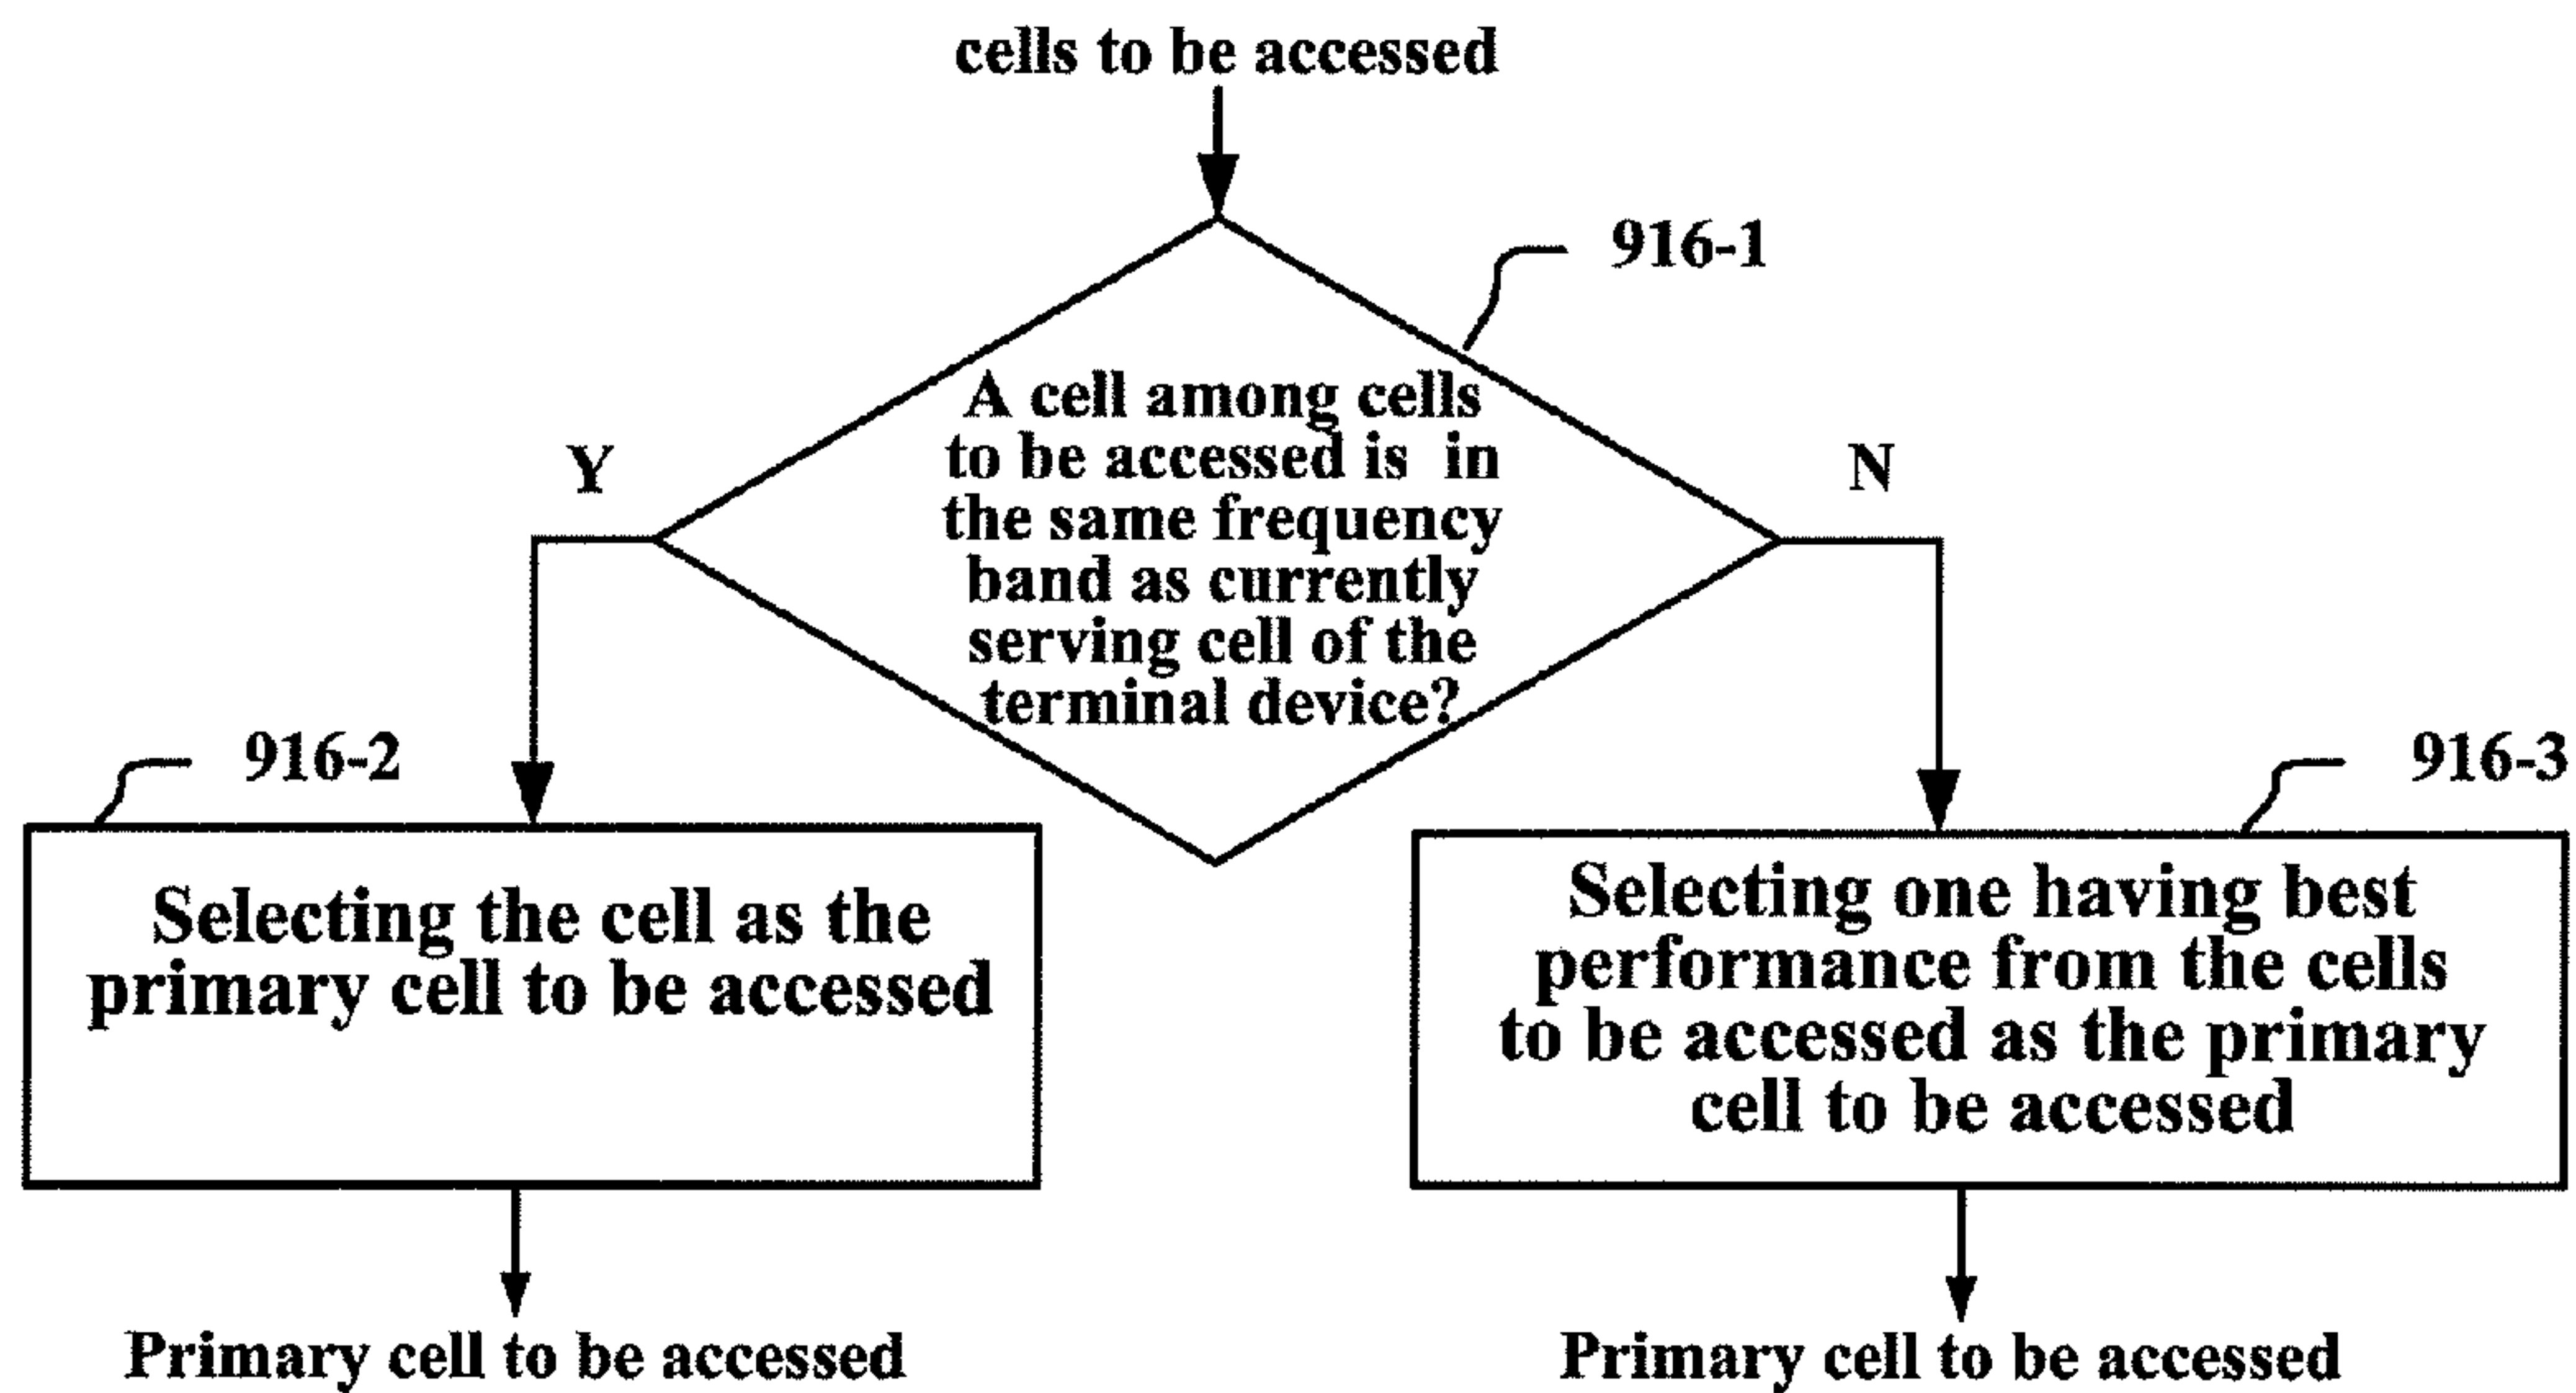 cells to be accessed
916-1
A cell among cells
to be accessed is in
the same frequency
band as currently
serving cell of the
terminal device?
Y
N
916-2
916-3
Selecting the cell as the
primary cell to be accessed
Selecting one having best
performance from the cells
to be accessed as the primary
cell to be accessed
Primary cell to be accessed
Primary cell to be accessed